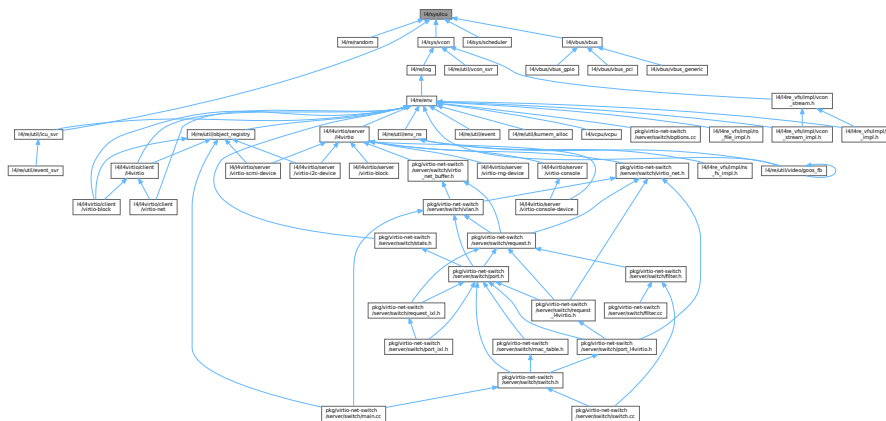 l4/sys/icu
l4/re/random
l4/sys/vcon
l4/sys/scheduler
l4/vbus/vbus
l4/re/log
l4/re/util/vcon_svr
l4/vbus/vbus_gpio
l4/vbus/vbus_pci
l4/vbus/vbus_generic
l4/re/env
l4/l4re_vfs/impl/vcon
_stream.h
l4/re/util/icu_svr
l4/re/util/object_registry
l4/l4virtio/server
/l4virtio
l4/re/util/env_ns
l4/re/util/event
l4/re/util/kumem_alloc
l4/vcpu/vcpu
pkg/virtio-net-switch
/server/switch/options.cc
l4/l4re_vfs/impl/ro
_file_impl.h
l4/l4re_vfs/impl/vcon
_stream_impl.h
_impl.h
l4/re/util/event_svr
l4/l4virtio/client
/l4virtio
l4/l4virtio/server
/virtio-scmi-device
l4/l4virtio/server
/virtio-i2c-device
l4/l4virtio/server
/virtio-block
pkg/virtio-net-switch
/server/switch/virtio
_net_buffer.h
l4/l4virtio/server
/virtio-rng-device
l4/l4virtio/server
/virtio-console
pkg/virtio-net-switch
/server/switch/virtio_net.h
l4/l4re_vfs/impl/ns
_fs_impl.h
l4/re/util/video/goos_fb
l4/l4virtio/client
/virtio-block
l4/l4virtio/client
/virtio-net
pkg/virtio-net-switch
/server/switch/vlan.h
l4/l4virtio/server
/virtio-console-device
pkg/virtio-net-switch
/server/switch/stats.h
pkg/virtio-net-switch
/server/switch/request.h
pkg/virtio-net-switch
/server/switch/port.h
pkg/virtio-net-switch
/server/switch/filter.h
pkg/virtio-net-switch
/server/switch/request_ixl.h
pkg/virtio-net-switch
/server/switch/request
_l4virtio.h
pkg/virtio-net-switch
/server/switch/filter.cc
pkg/virtio-net-switch
/server/switch/port_ixl.h
pkg/virtio-net-switch
/server/switch/mac_table.h
pkg/virtio-net-switch
/server/switch/port_l4virtio.h
pkg/virtio-net-switch
/server/switch/switch.h
pkg/virtio-net-switch
/server/switch/main.cc
pkg/virtio-net-switch
/server/switch/switch.cc